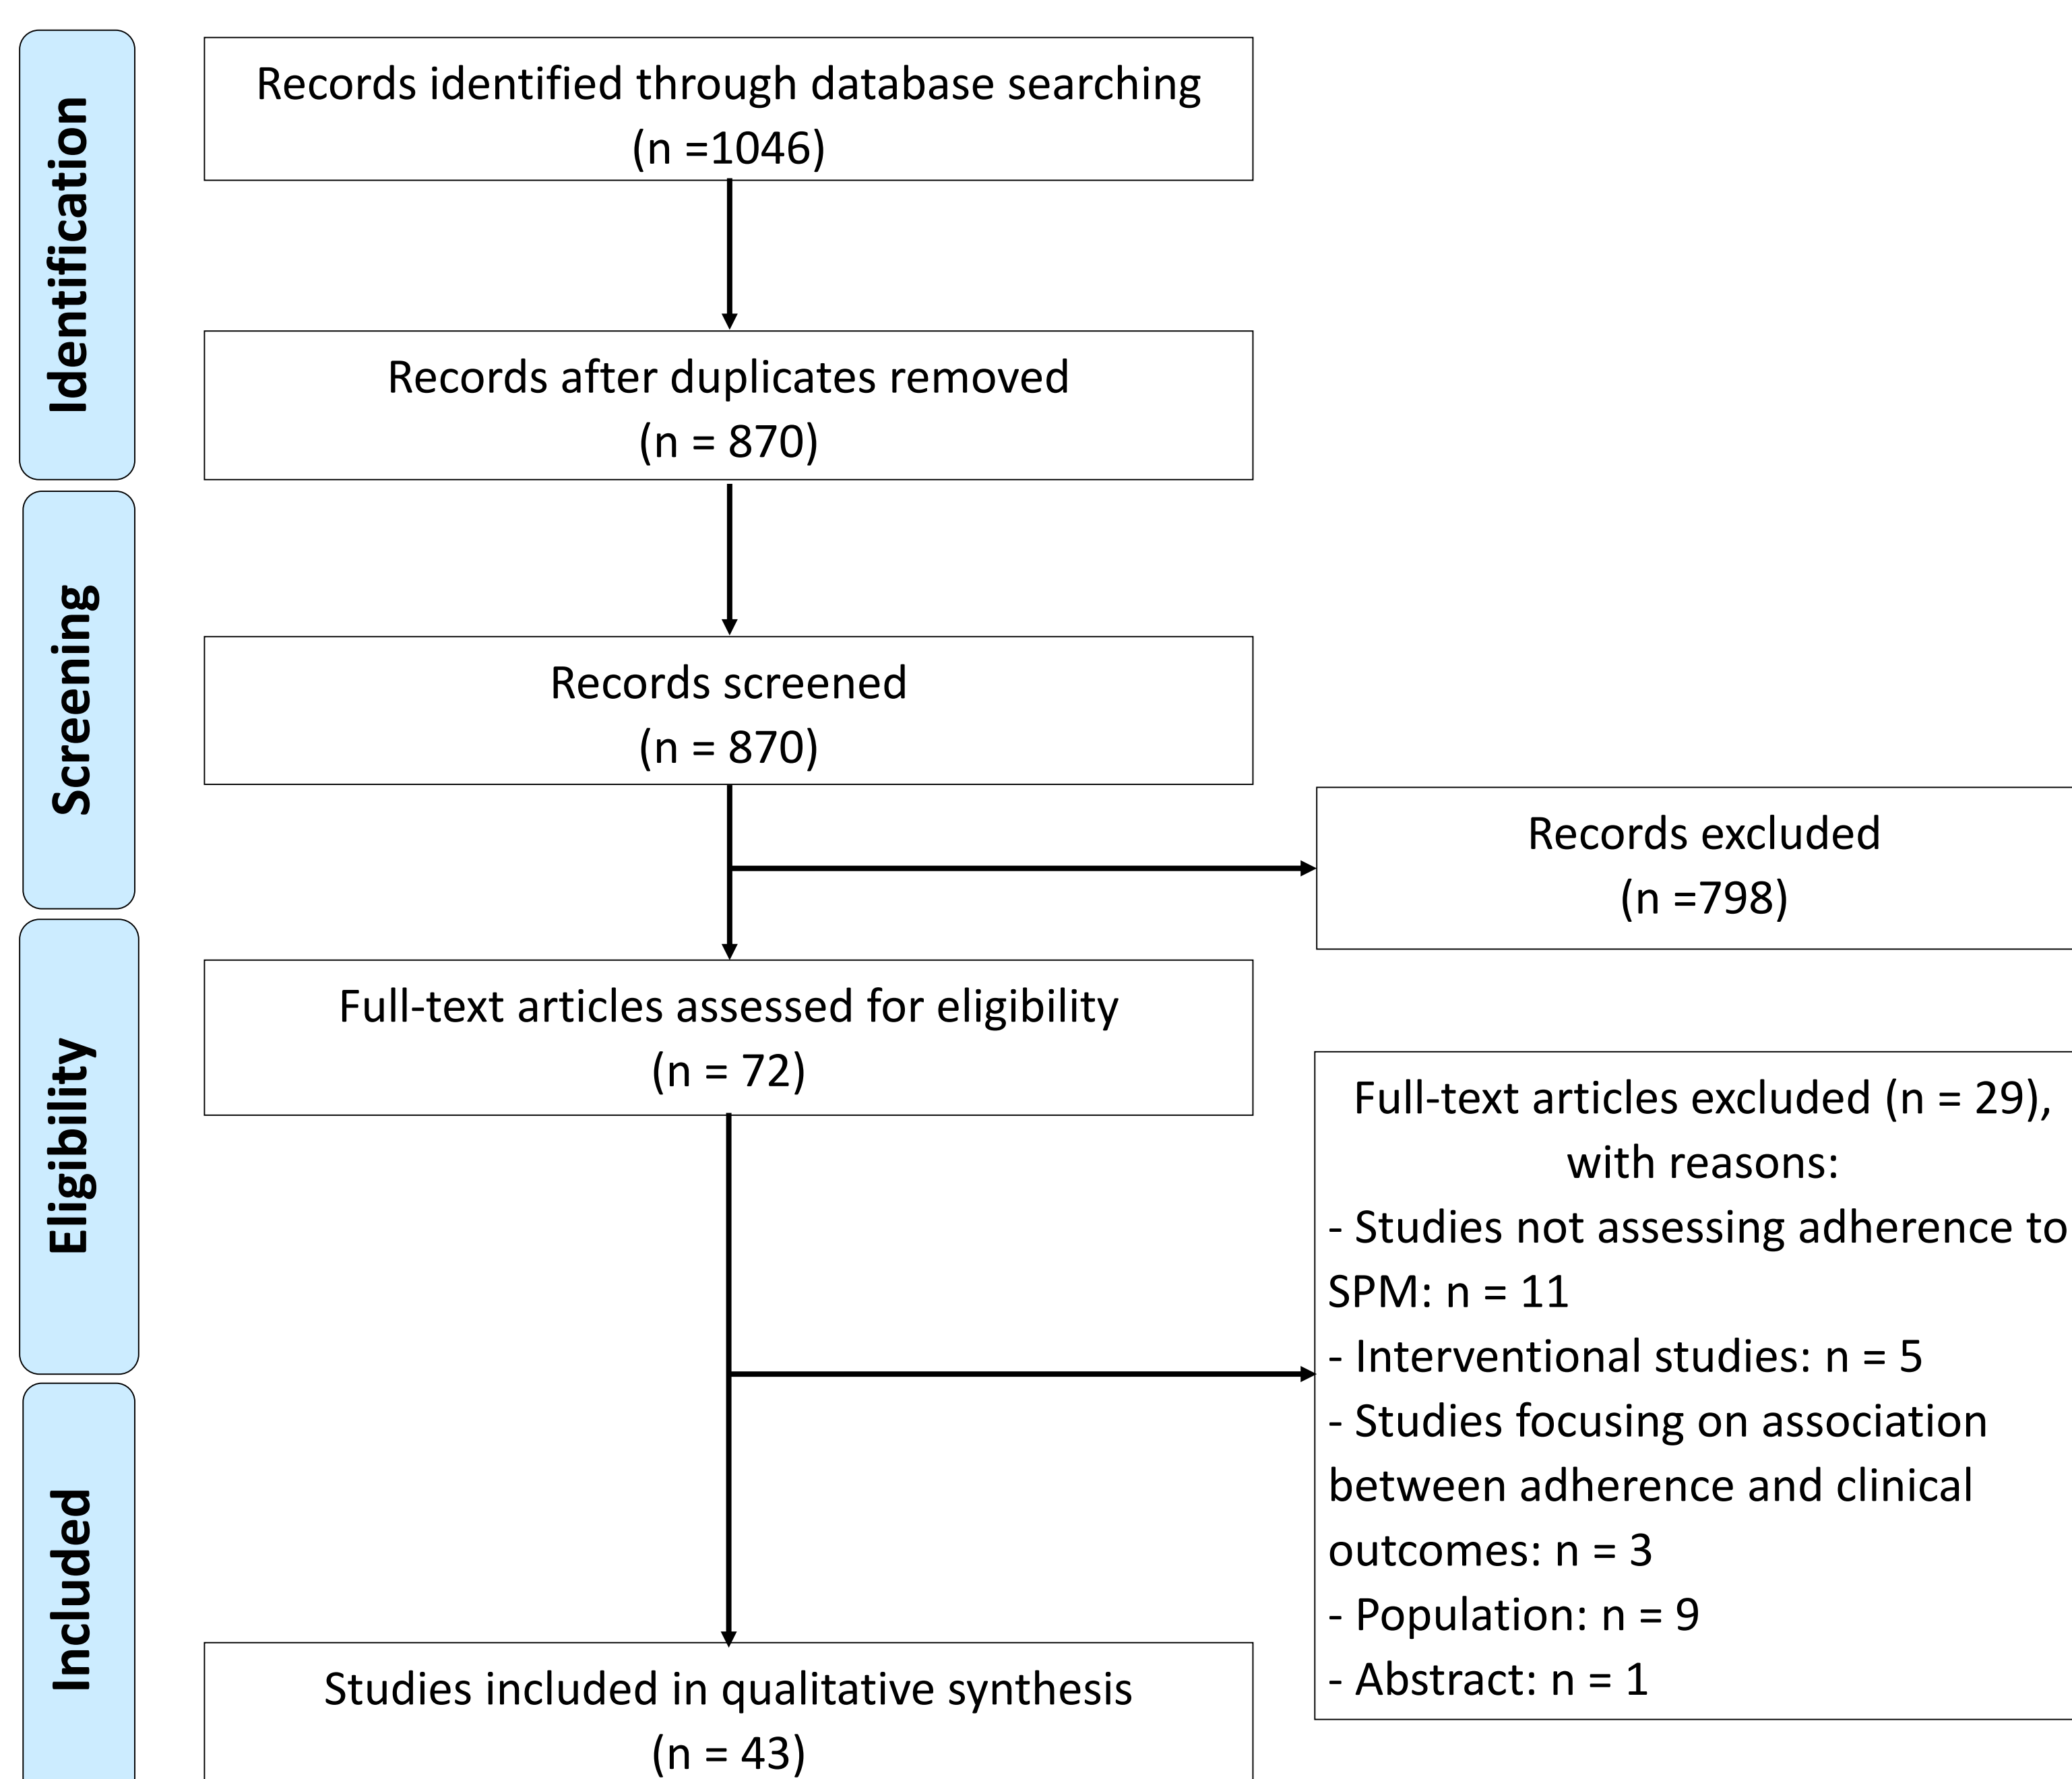 Identification
Records identified through database searching
(n =1046)
Records after duplicates removed
(n = 870)
Screening
Records screened
(n = 870)
Records excluded
(n =798)
Eligibility
Full-text articles assessed for eligibility
(n = 72)
Full-text articles excluded (n = 29),
with reasons:
- Studies not assessing adherence to
SPM: n = 11
- Interventional studies: n = 5
- Studies focusing on association
between adherence and clinical
outcomes: n = 3
- Population: n = 9
- Abstract: n = 1
Included
Studies included in qualitative synthesis
(n = 43)